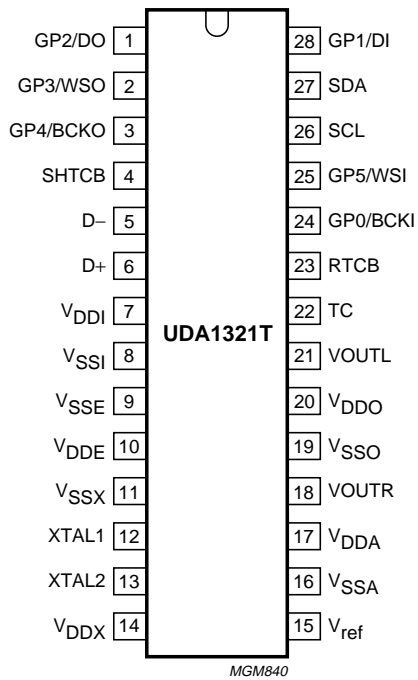 GP2/DO 1 28 GP1/DI
GP3/WSO 2 27 SDA
GP4/BCKO 3 26 SCL
SHTCB 4 25 GP5/WSI
D− 5 24 GP0/BCKI
D+ 6 23 RTCB
VDDI 7 22 TC
UDA1321T
VSSI 8 21 VOUTL
VSSE 9 20 VDDO
VDDE 10 19 VSSO
VSSX 11 18 VOUTR
XTAL1 12 17 VDDA
XTAL2 13 16 VSSA
VDDX 14 15 Vref
MGM840